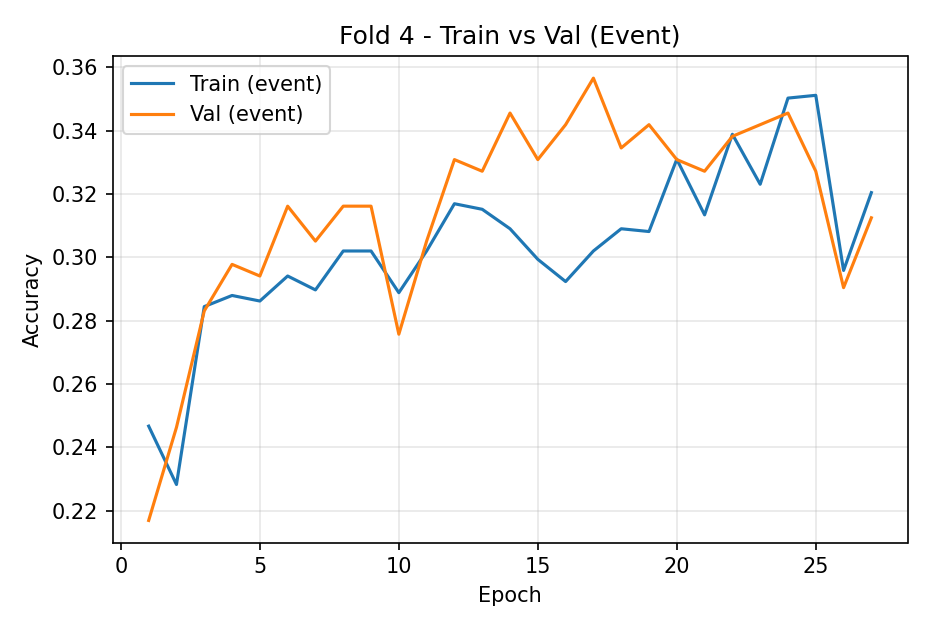 Fold 4 - Train vs Val (Event)
Train (event)
Val (event)
Accuracy
0.36
0.34
0.32
0.30
0.28
0.26
0.24
0.22
0 5 10 15 20 25
Epoch